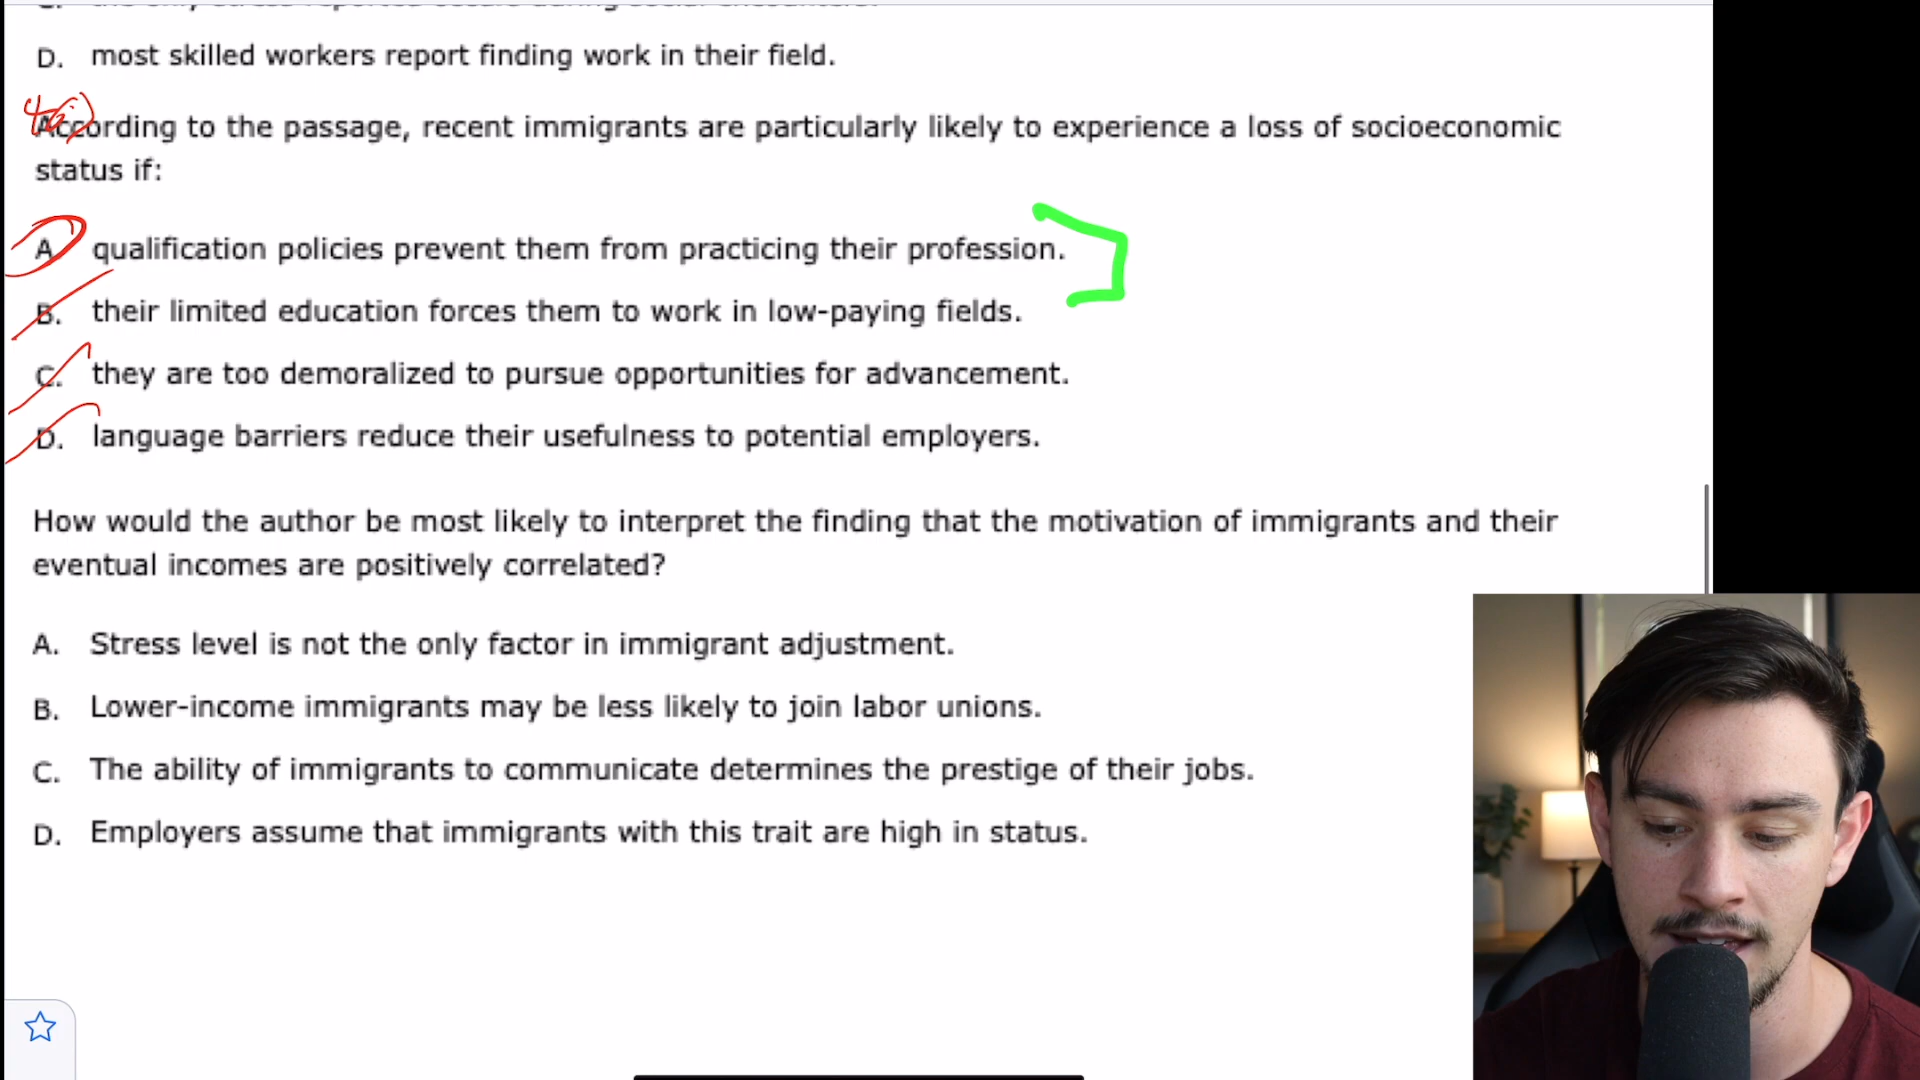 D. most skilled workers report finding work in their field.
46)
According to the passage, recent immigrants are particularly likely to experience a loss of socioeconomic
status if:
A. qualification policies prevent them from practicing their profession.
B. their limited education forces them to work in low-paying fields.
C. they are too demoralized to pursue opportunities for advancement.
D. language barriers reduce their usefulness to potential employers.
How would the author be most likely to interpret the finding that the motivation of immigrants and their
eventual incomes are positively correlated?
A. Stress level is not the only factor in immigrant adjustment.
B. Lower-income immigrants may be less likely to join labor unions.
C. The ability of immigrants to communicate determines the prestige of their jobs.
D. Employers assume that immigrants with this trait are high in status.